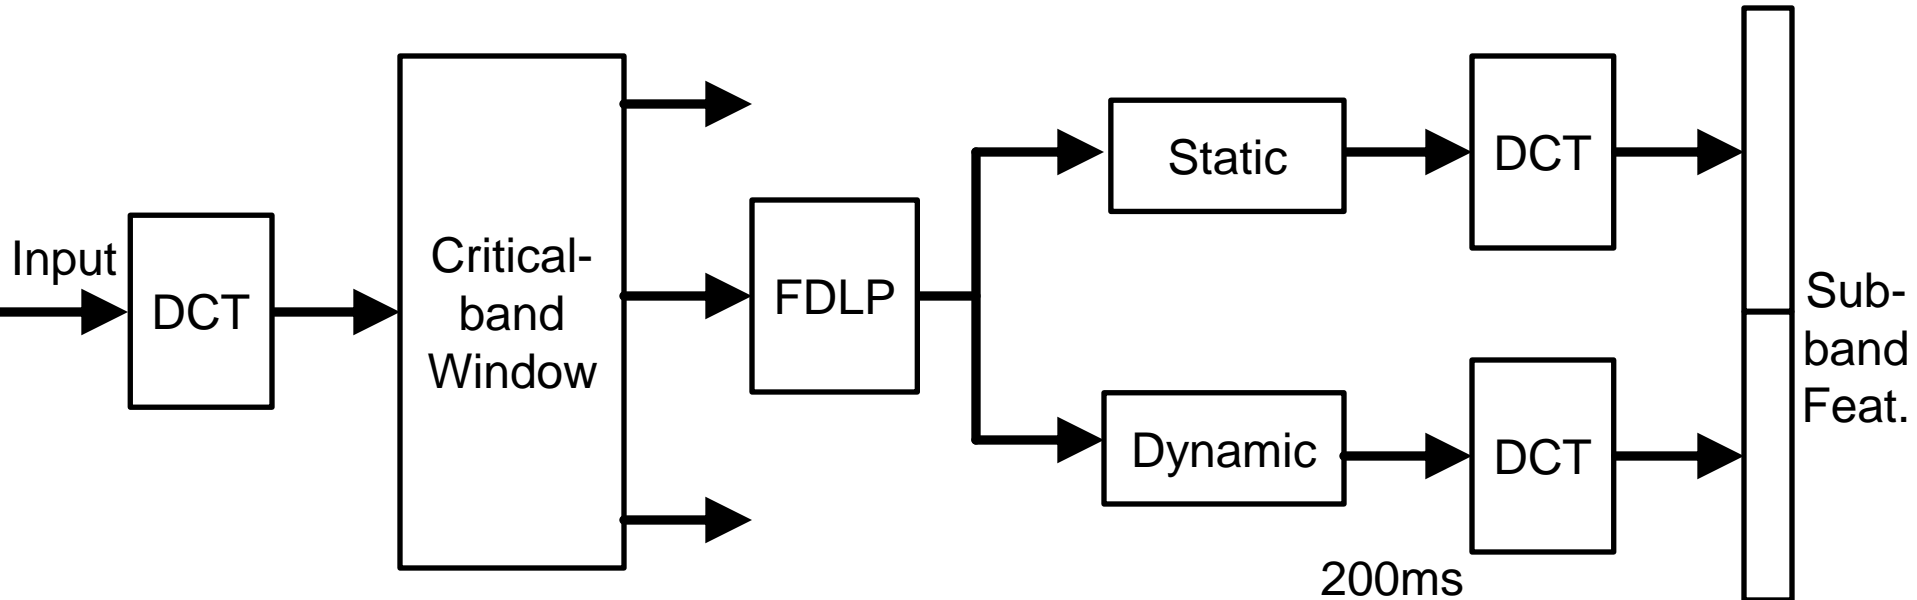 Input
DCT
Critical-
band
Window
FDLP
Static
DCT
Dynamic
DCT
200ms
Sub-
band
Feat.